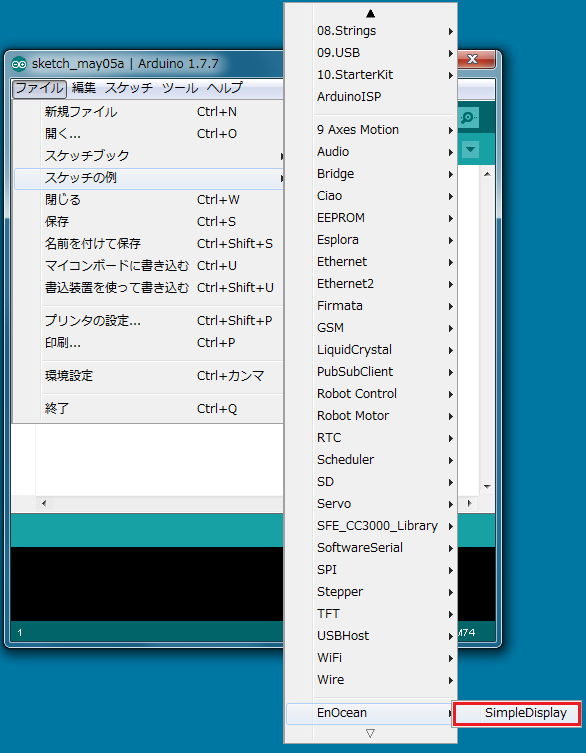 sketch_may05a | Arduino 1.7.7
ファイル 編集 スケッチ ツール ヘルプ
新規ファイル Ctrl+N
開く... Ctrl+O
スケッチブック
スケッチの例
閉じる Ctrl+W
保存 Ctrl+S
名前を付けて保存 Ctrl+Shift+S
マイコンボードに書き込む Ctrl+U
書込装置を使って書き込む Ctrl+Shift+U
プリンタの設定... Ctrl+Shift+P
印刷... Ctrl+P
環境設定 Ctrl+カンマ
終了 Ctrl+Q
08.Strings
09.USB
10.StarterKit
ArduinoISP
9 Axes Motion
Audio
Bridge
Ciao
EEPROM
Esplora
Ethernet
Ethernet2
Firmata
GSM
LiquidCrystal
PubSubClient
Robot Control
Robot Motor
RTC
Scheduler
SD
Servo
SFE_CC3000_Library
SoftwareSerial
SPI
Stepper
TFT
USBHost
WiFi
Wire
EnOcean
SimpleDisplay
1